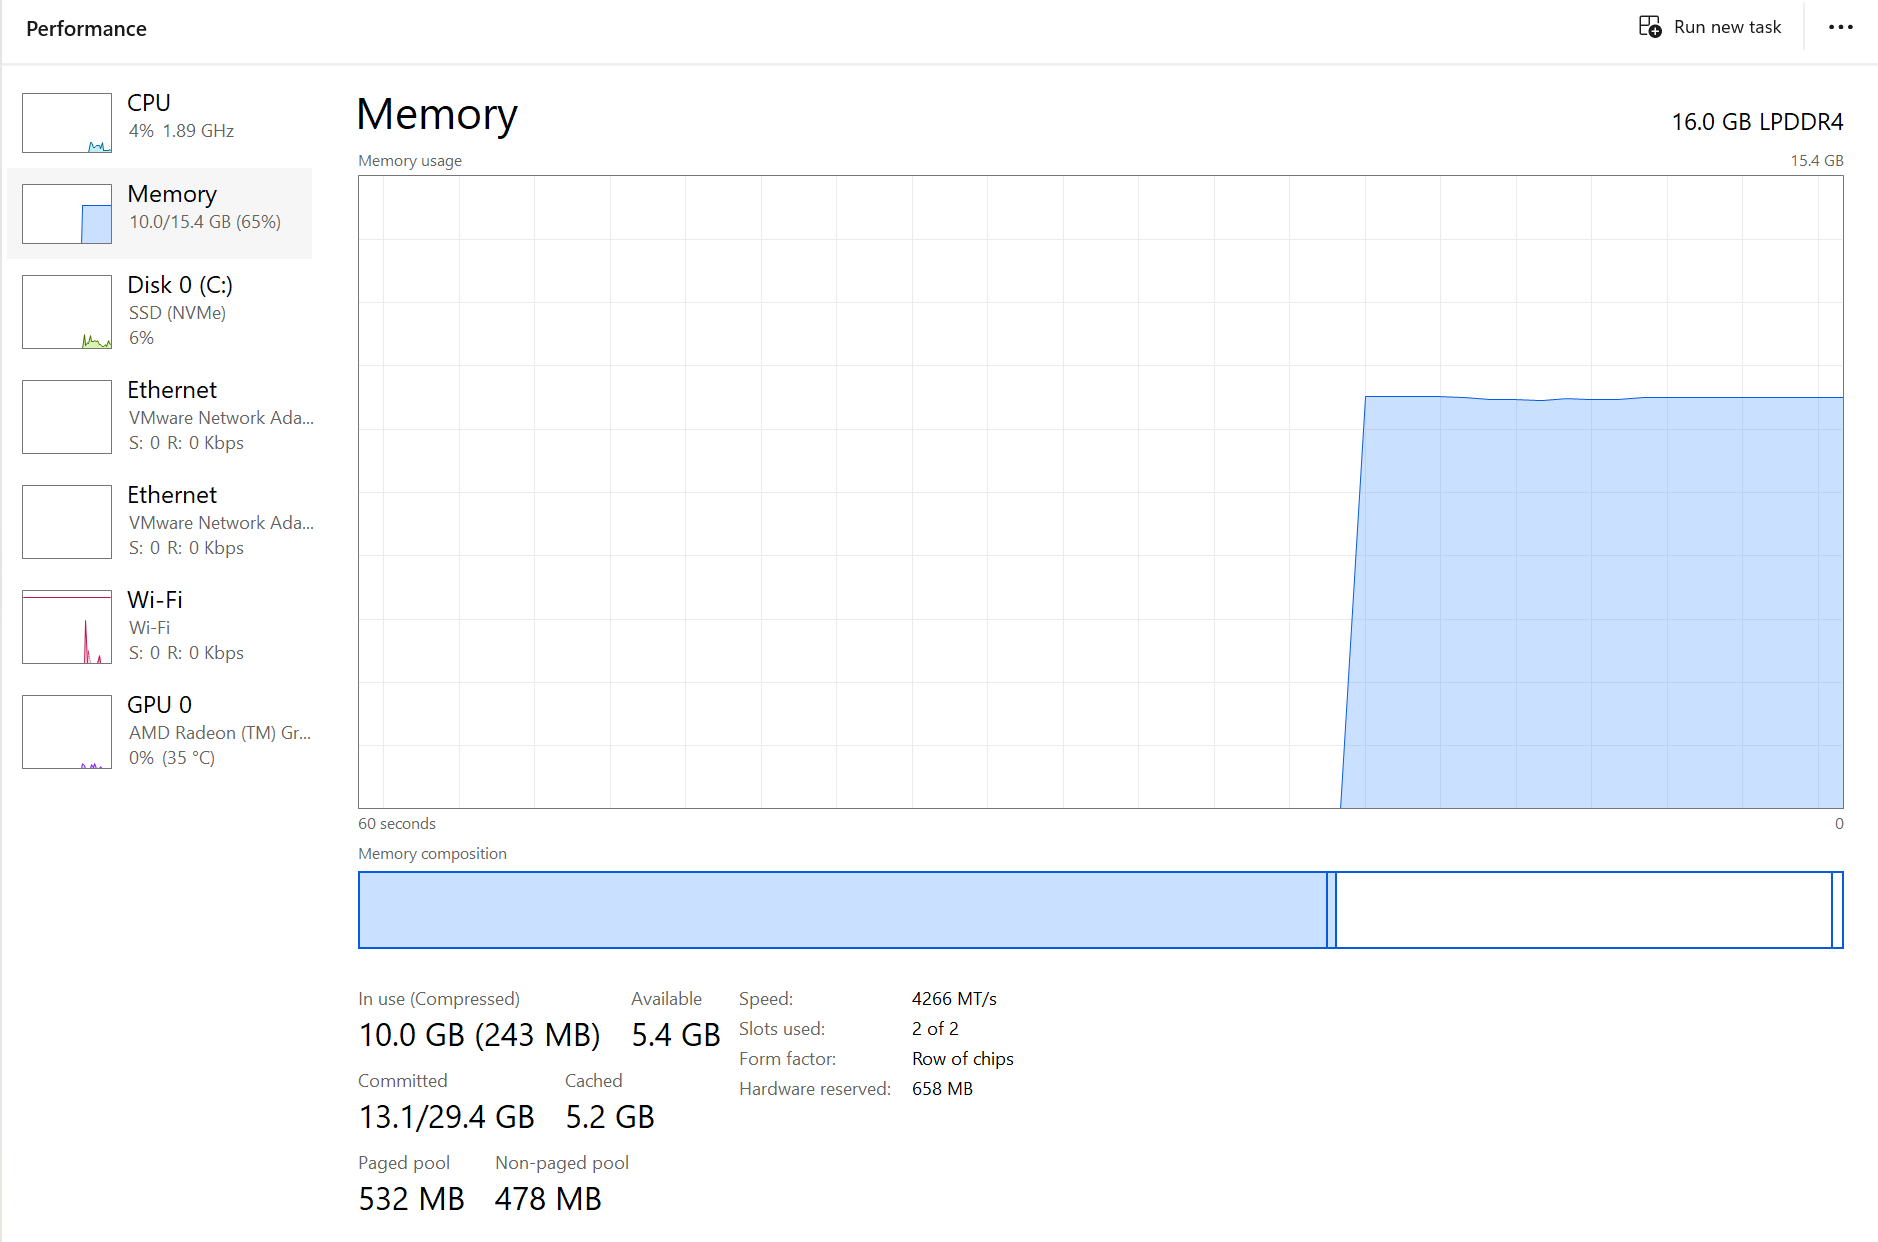 Performance
Run new task
CPU
4% 1.89 GHz
Memory
10.0/15.4 GB (65%)
Disk 0 (C:)
SSD (NVMe)
6%
Ethernet
VMware Network Ada...
S: 0 R: 0 Kbps
Ethernet
VMware Network Ada...
S: 0 R: 0 Kbps
Wi-Fi
Wi-Fi
S: 0 R: 0 Kbps
GPU 0
AMD Radeon (TM) Gr...
0% (35 °C)
Memory
16.0 GB LPDDR4
Memory usage
15.4 GB
60 seconds
0
Memory composition
In use (Compressed)
10.0 GB (243 MB)
Available
5.4 GB
Committed
13.1/29.4 GB
Cached
5.2 GB
Paged pool
532 MB
Non-paged pool
478 MB
Speed: 4266 MT/s
Slots used: 2 of 2
Form factor: Row of chips
Hardware reserved: 658 MB